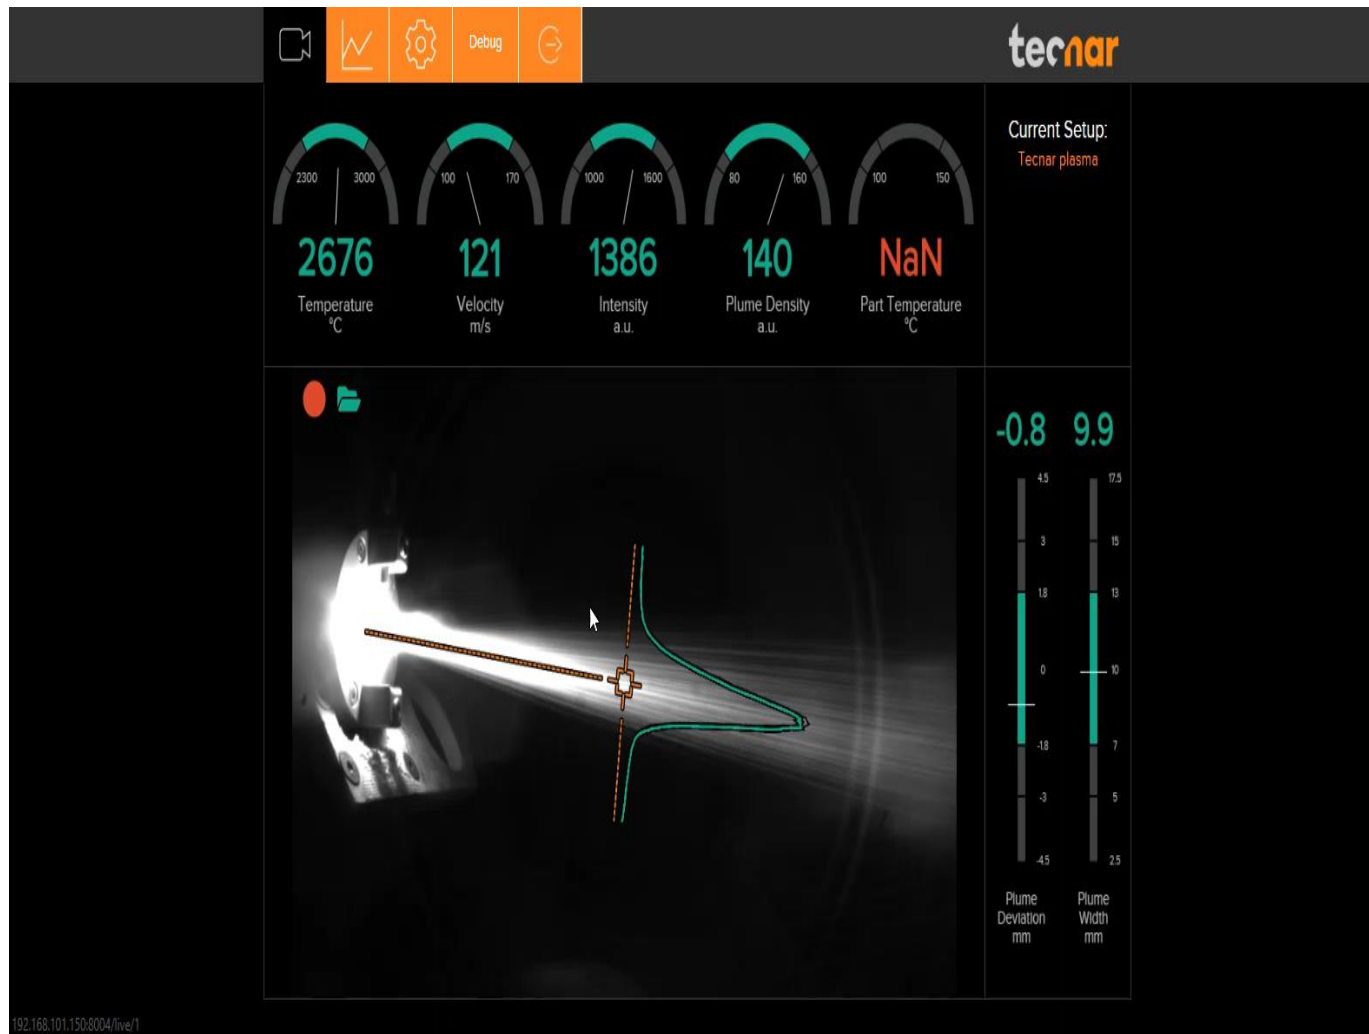 Debug
tecnar
Current Setup:
Tecnar plasma
2300 3000
100 170
1000 1600
80 160
100 150
2676
121
1386
140
NaN
Temperature
°C
Velocity
m/s
Intensity
a.u.
Plume Density
a.u.
Part Temperature
°C
-0.8 9.9
4.5 17.5
3 15
1.8 13
0 10
-1.8 7
-3 5
-4.5 2.5
Plume
Deviation
mm
Plume
Width
mm
192.168.101.150:8004/live/1